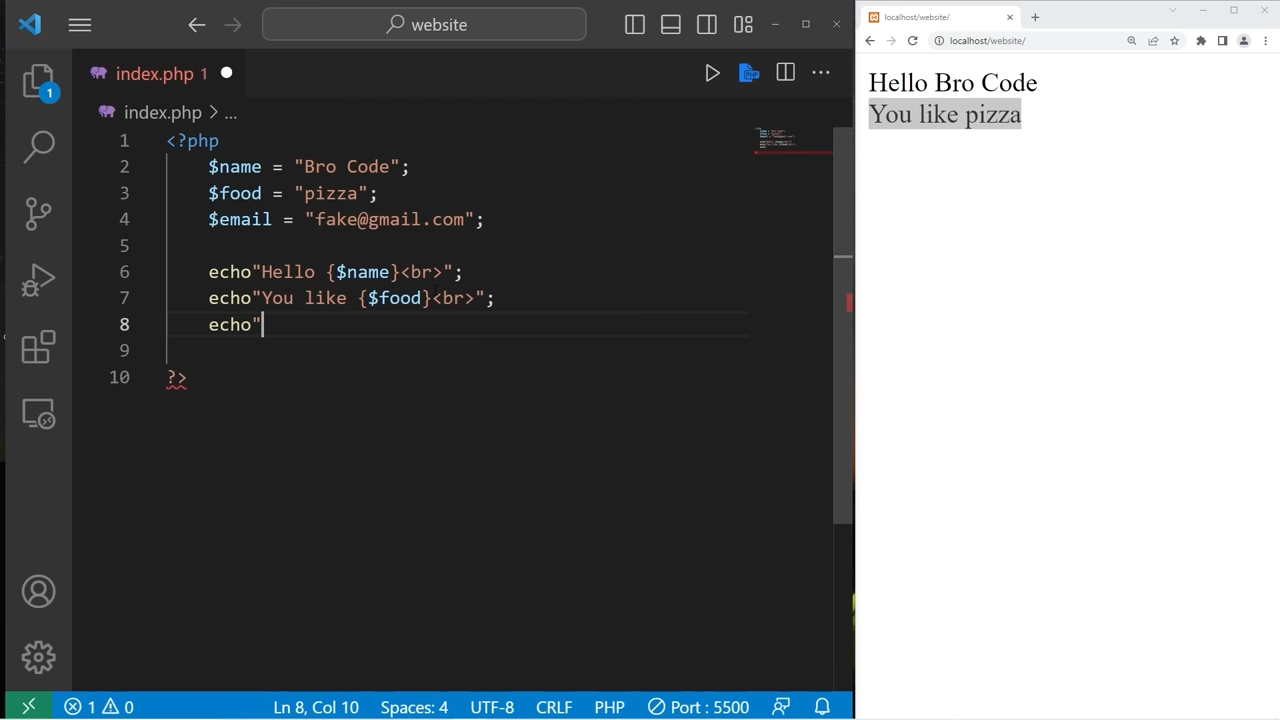 website
index.php 1
index.php > ...
1 <?php
2 $name = "Bro Code";
3 $food = "pizza";
4 $email = "fake@gmail.com";
5
6 echo"Hello {$name}<br>";
7 echo"You like {$food}<br>";
8 echo"
9
10 ?>
1
1 0
Ln 8, Col 10
Spaces: 4
UTF-8
CRLF
PHP
Port : 5500
localhost/website/
localhost/website/
Hello Bro Code
You like pizza